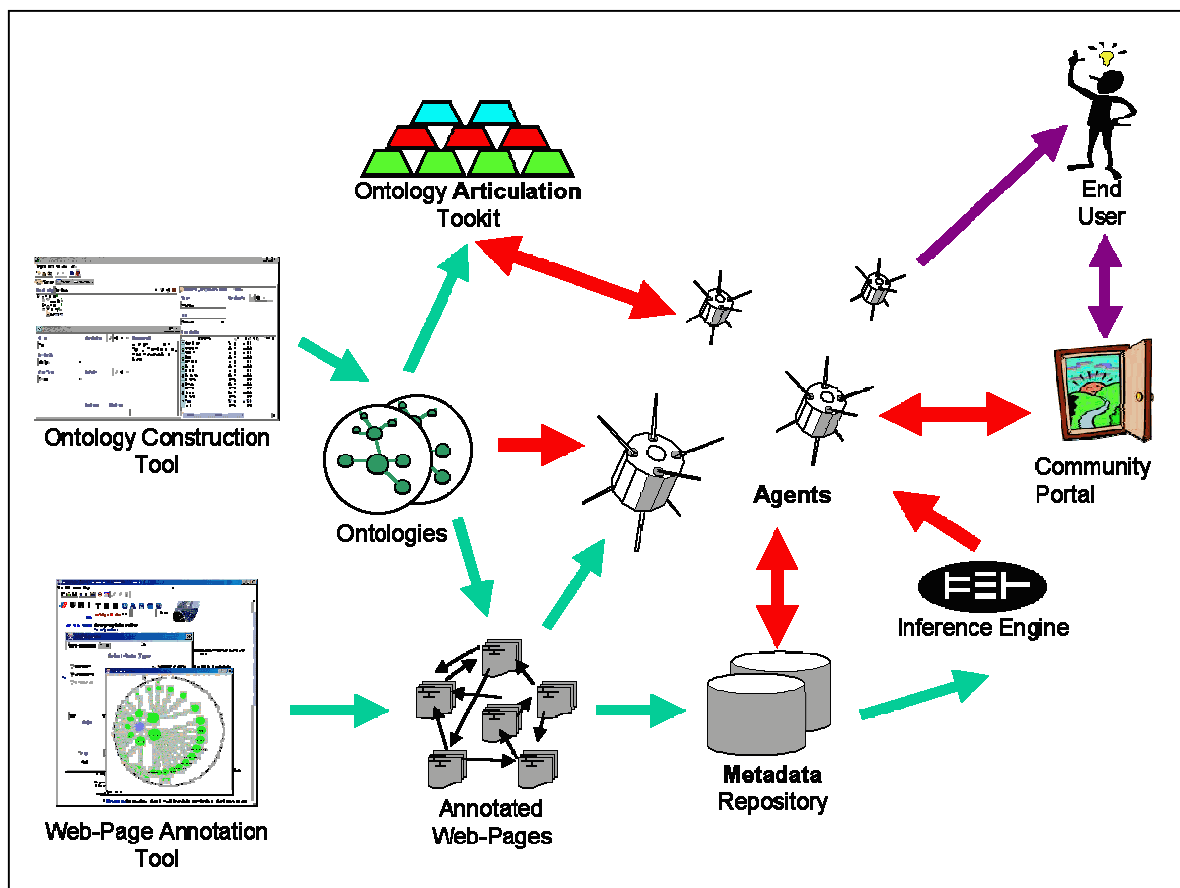 Ontology Articulation
Tookit
End
User
Ontology Construction
Tool
Ontologies
Agents
Community
Portal
Inference Engine
Web-Page Annotation
Tool
Annotated
Web-Pages
Metadata
Repository